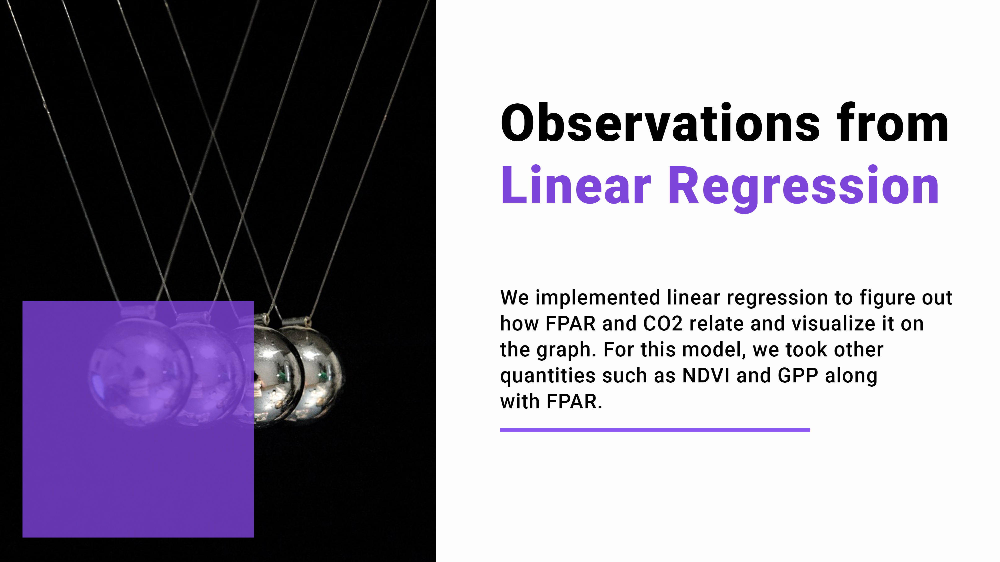 Observations from
Linear Regression
We implemented linear regression to figure out
how FPAR and CO2 relate and visualize it on
the graph. For this model, we took other
quantities such as NDVI and GPP along
with FPAR.